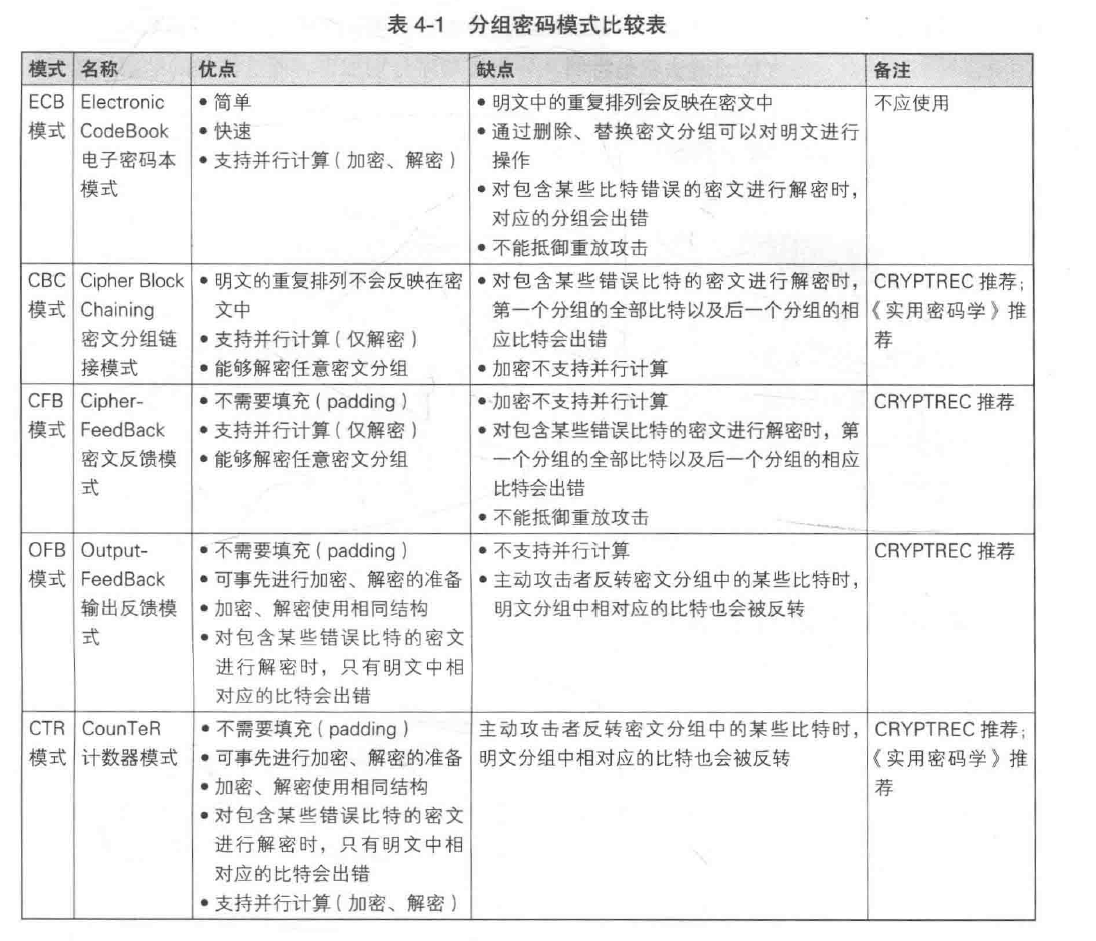 表 4-1 分组密码模式比较表
模式 名称 优点 缺点 备注
ECB
模式
Electronic
CodeBook
电子密码本
模式
• 简单
• 快速
• 支持并行计算（加密、解密）
• 明文中的重复排列会反映在密文中
• 通过删除、替换密文分组可以对明文进行
操作
• 对包含某些比特错误的密文进行解密时，
对应的分组会出错
• 不能抵御重放攻击
不应使用
CBC
模式
Cipher Block
Chaining
密文分组链
接模式
• 明文的重复排列不会反映在密
文中
• 支持并行计算（仅解密）
• 能够解密任意密文分组
• 对包含某些错误比特的密文进行解密时，
第一个分组的全部比特以及后一个分组的相
应比特会出错
• 加密不支持并行计算
CRYPTREC 推荐；
《实用密码学》推
荐
CFB
模式
Cipher-
FeedBack
密文反馈模
式
• 不需要填充（padding）
• 支持并行计算（仅解密）
• 能够解密任意密文分组
• 加密不支持并行计算
• 对包含某些错误比特的密文进行解密时，第
一个分组的全部比特以及后一个分组的相应
比特会出错
• 不能抵御重放攻击
CRYPTREC 推荐
OFB
模式
Output-
FeedBack
输出反馈模
式
• 不需要填充（padding）
• 可事先进行加密、解密的准备
• 加密、解密使用相同结构
• 对包含某些错误比特的密文
进行解密时，只有明文中相
对应的比特会出错
• 不支持并行计算
• 主动攻击者反转密文分组中的某些比特时，
明文分组中相对应的比特也会被反转
CRYPTREC 推荐
CTR
模式
CounTeR
计数器模式
• 不需要填充（padding）
• 可事先进行加密、解密的准备
• 加密、解密使用相同结构
• 对包含某些错误比特的密文
进行解密时，只有明文中相
对应的比特会出错
• 支持并行计算（加密、解密）
主动攻击者反转密文分组中的某些比特时，
明文分组中相对应的比特也会被反转
CRYPTREC 推荐；
《实用密码学》推
荐